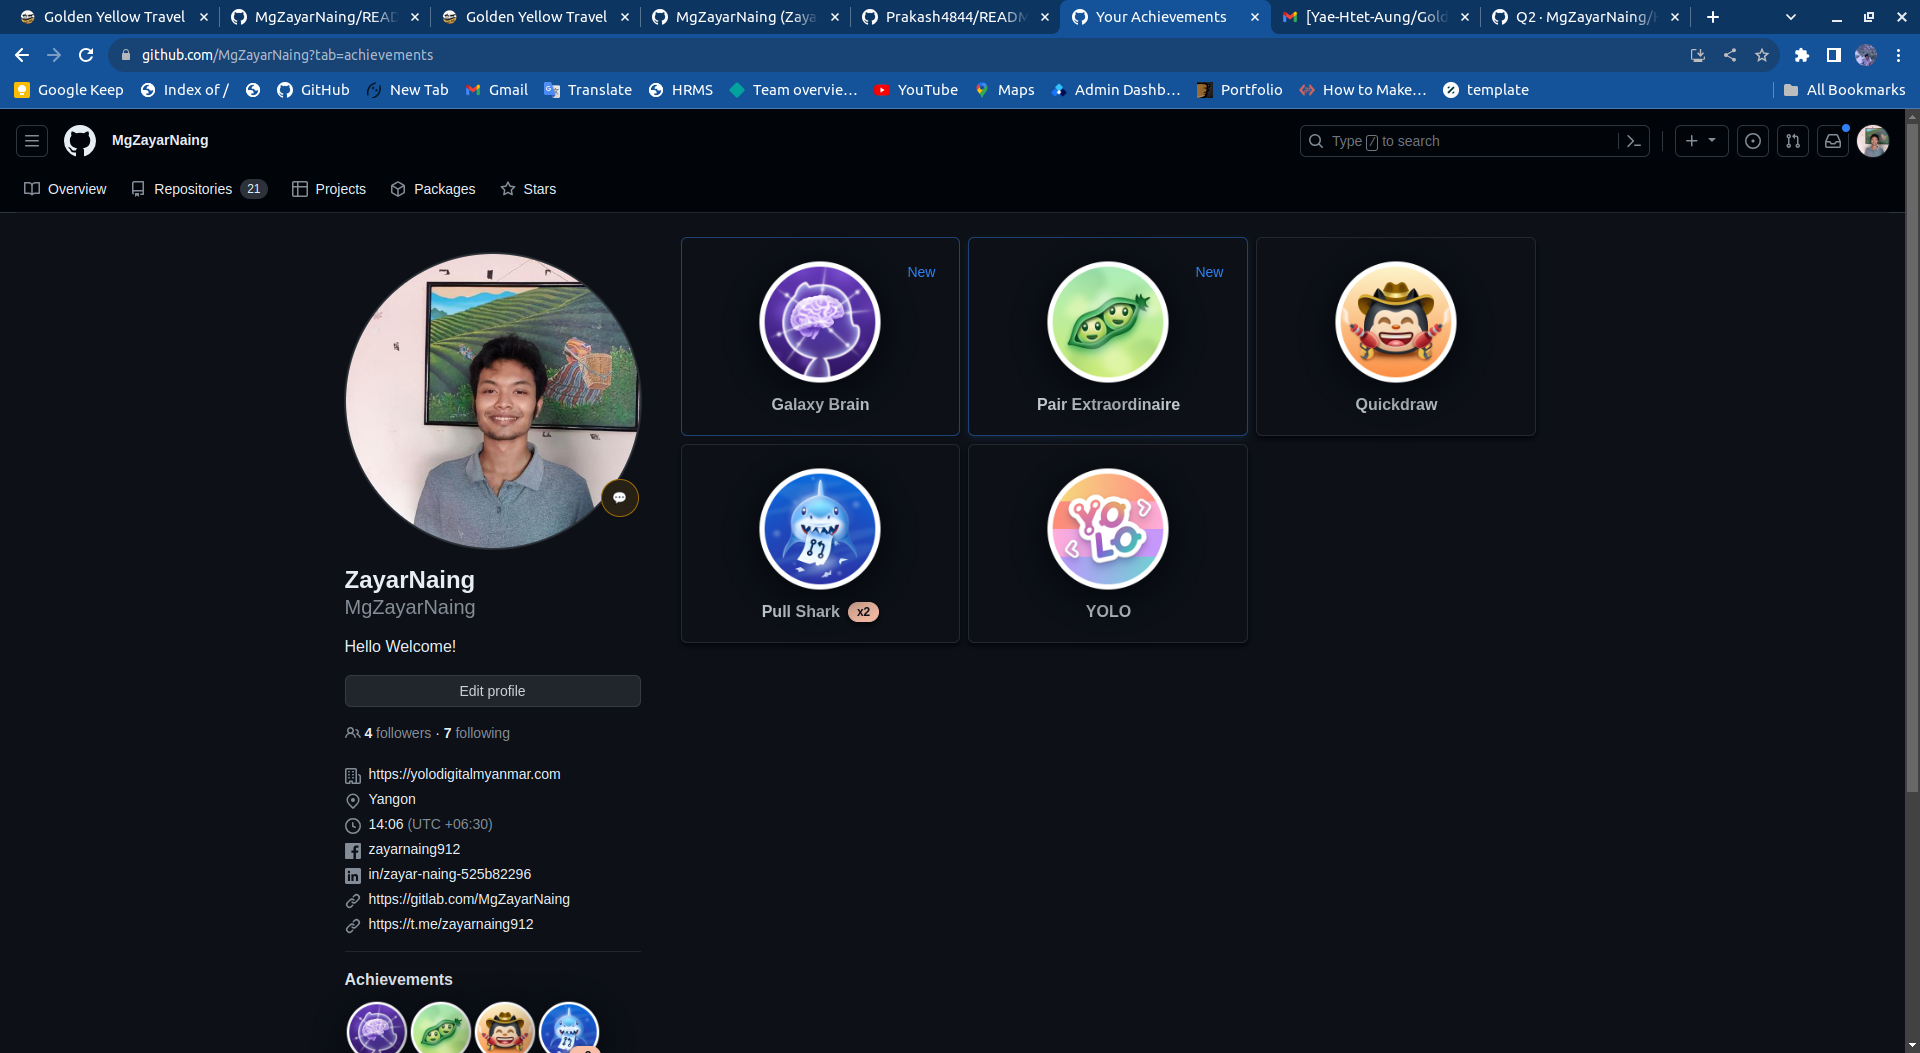 Golden Yellow Travel
MgZayarNaing/READ
Golden Yellow Travel
MgZayarNaing (Zaya
Prakash4844/READM
Your Achievements
[Yae-Htet-Aung/Gold
Q2 · MgZayarNaing/
github.com/MgZayarNaing?tab=achievements
Google Keep
Index of /
GitHub
New Tab
Gmail
Translate
HRMS
Team overvie...
YouTube
Maps
Admin Dashb...
Portfolio
How to Make...
template
All Bookmarks
MgZayarNaing
Type / to search
Overview
Repositories 21
Projects
Packages
Stars
New
Galaxy Brain
New
Pair Extraordinaire
Quickdraw
Pull Shark x2
YOLO
YOLO
ZayarNaing
MgZayarNaing
Hello Welcome!
Edit profile
4 followers · 7 following
https://yolodigitalmyanmar.com
Yangon
14:06 (UTC +06:30)
zayarnaing912
in/zayar-naing-525b82296
https://gitlab.com/MgZayarNaing
https://t.me/zayarnaing912
Achievements